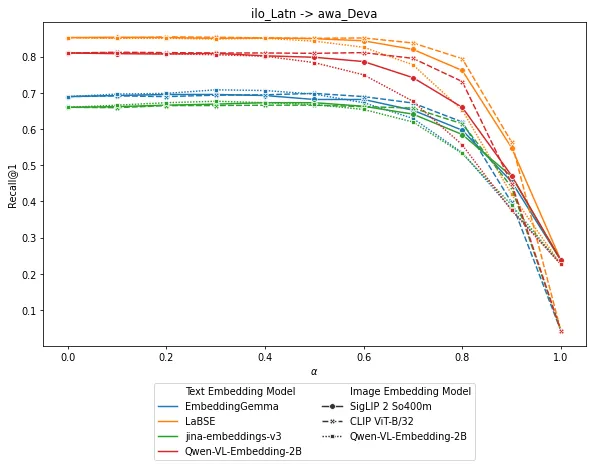 ilo_Latn -> awa_Deva
Recall@1
0.8
0.7
0.6
0.5
0.4
0.3
0.2
0.1
0.0 0.2 0.4 0.6 0.8 1.0
α
Text Embedding Model Image Embedding Model
EmbeddingGemma SigLIP 2 So400m
LaBSE CLIP ViT-B/32
jina-embeddings-v3 Qwen-VL-Embedding-2B
Qwen-VL-Embedding-2B